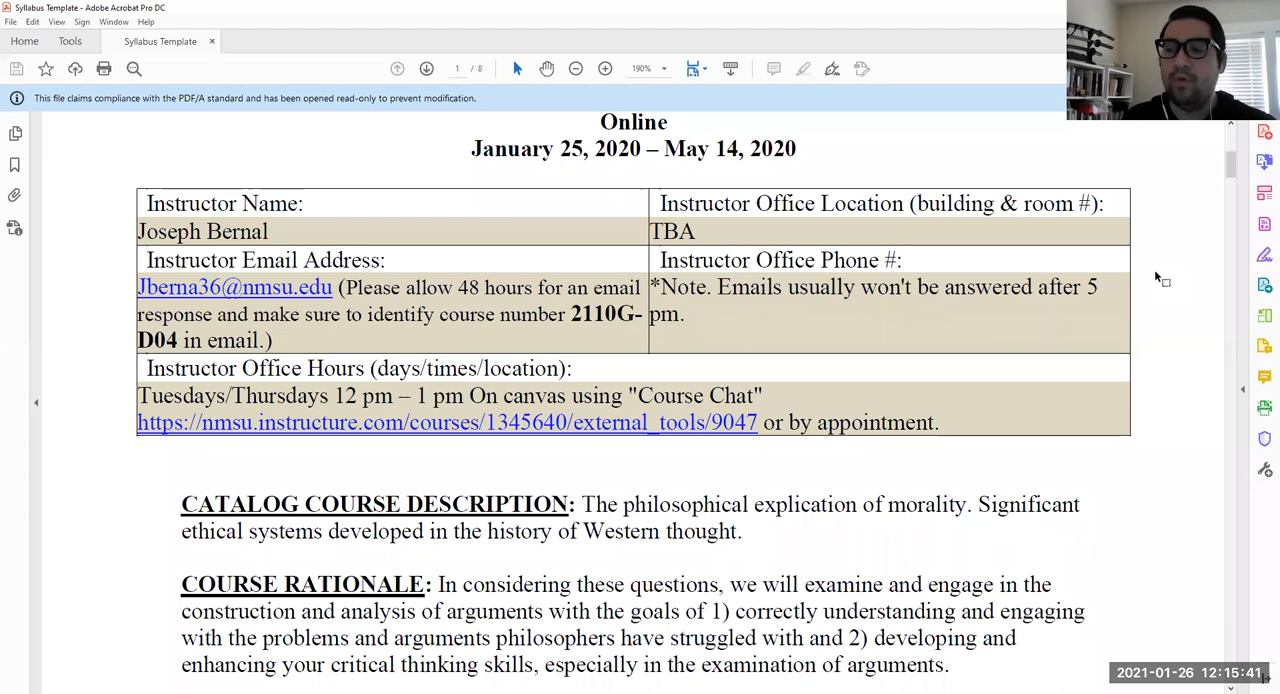 Syllabus Template - Adobe Acrobat Pro DC
File Edit View Sign Window Help
Home Tools Syllabus Template ×
1 / 8 190%
This file claims compliance with the PDF/A standard and has been opened read-only to prevent modification.
Online
January 25, 2020 – May 14, 2020
Instructor Name: Instructor Office Location (building & room #):
Joseph Bernal TBA
Instructor Email Address: Instructor Office Phone #:
Jberna36@nmsu.edu (Please allow 48 hours for an email *Note. Emails usually won't be answered after 5
response and make sure to identify course number 2110G- pm.
D04 in email.)
Instructor Office Hours (days/times/location):
Tuesdays/Thursdays 12 pm – 1 pm On canvas using "Course Chat"
https://nmsu.instructure.com/courses/1345640/external_tools/9047 or by appointment.
CATALOG COURSE DESCRIPTION: The philosophical explication of morality. Significant
ethical systems developed in the history of Western thought.
COURSE RATIONALE: In considering these questions, we will examine and engage in the
construction and analysis of arguments with the goals of 1) correctly understanding and engaging
with the problems and arguments philosophers have struggled with and 2) developing and
enhancing your critical thinking skills, especially in the examination of arguments.
2021-01-26 12:15:41